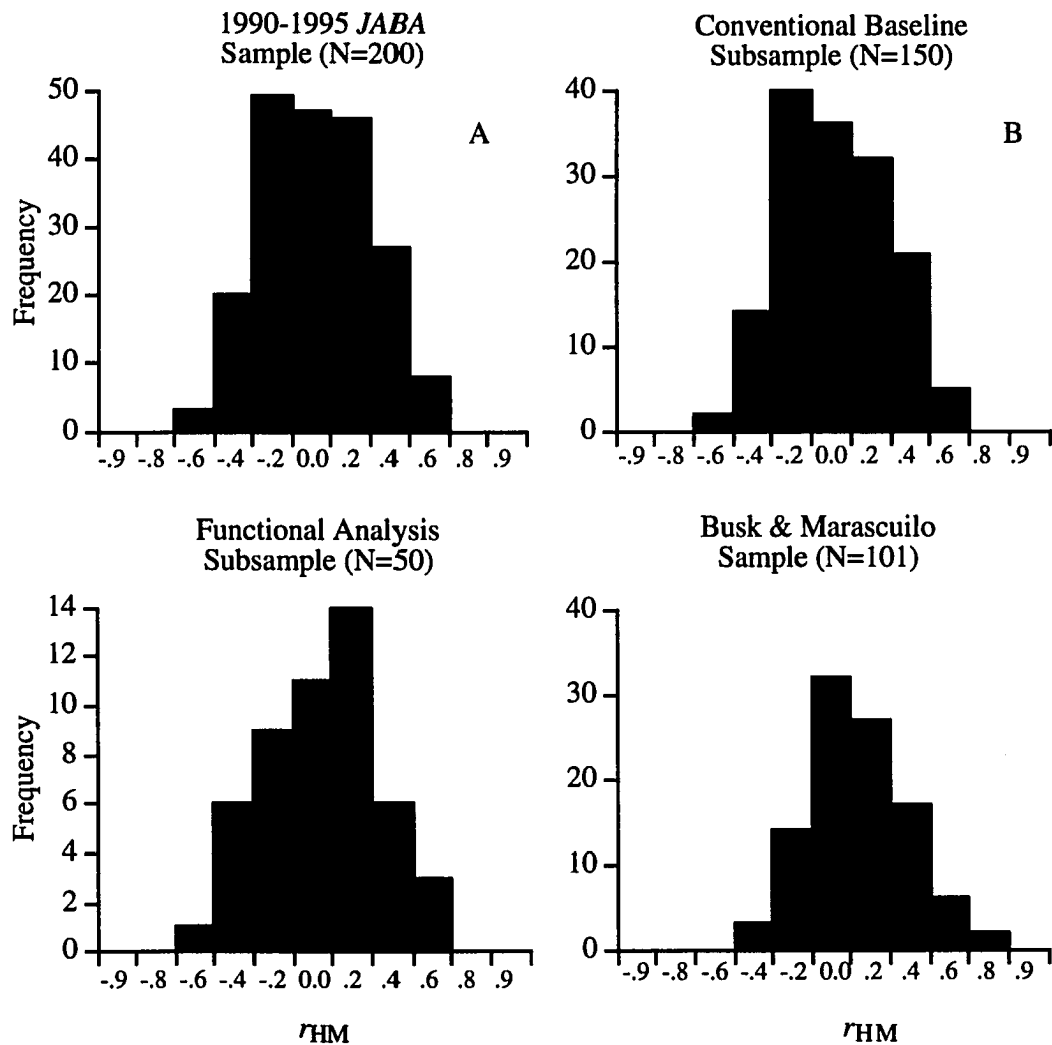 1990-1995 JABA
Sample (N=200)
Conventional Baseline
Subsample (N=150)
50
40
30
20
10
0
Frequency
A
-.9 -.8 -.6 -.4 -.2 0.0 .2 .4 .6 .8 .9
40
30
20
10
0
B
-.9 -.8 -.6 -.4 -.2 0.0 .2 .4 .6 .8 .9
Functional Analysis
Subsample (N=50)
Busk & Marascuilo
Sample (N=101)
14
12
10
8
6
4
2
0
Frequency
-.9 -.8 -.6 -.4 -.2 0.0 .2 .4 .6 .8 .9
rHM
40
30
20
10
0
-.9 -.8 -.6 -.4 -.2 0.0 .2 .4 .6 .8 .9
rHM